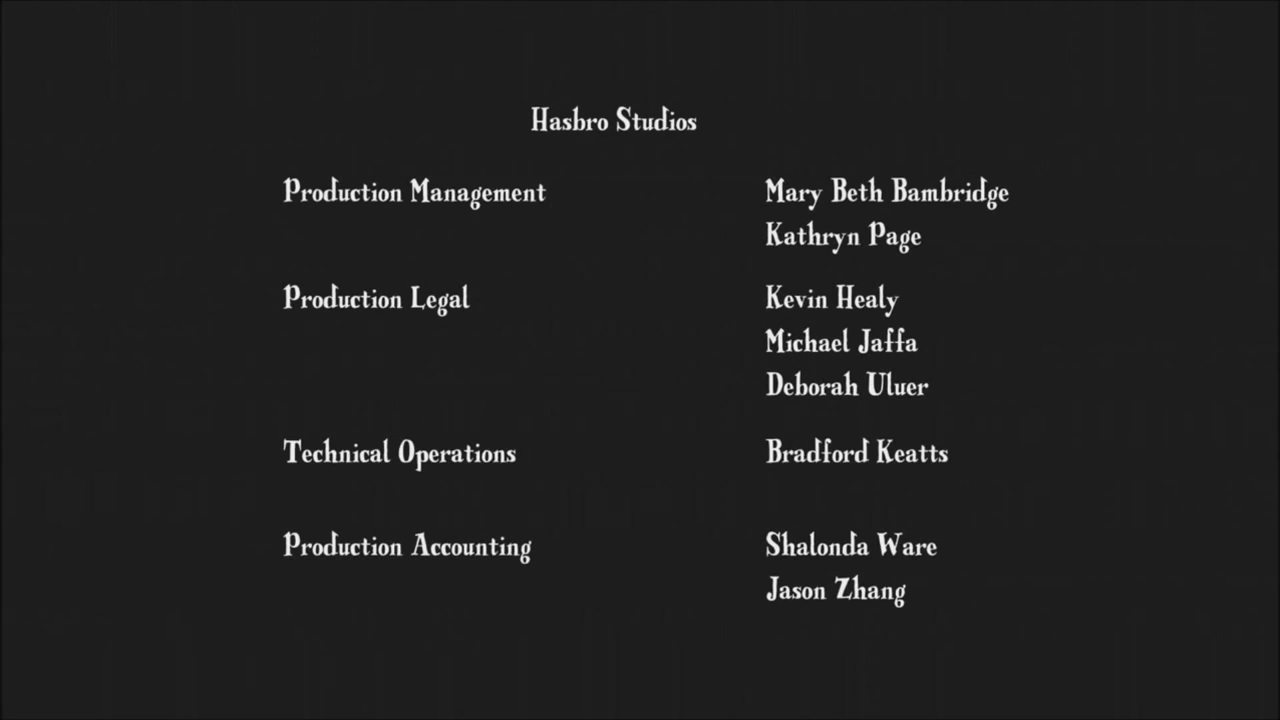 Hasbro Studios
Production Management Mary Beth Bambridge
Kathryn Page
Production Legal Kevin Healy
Michael Jaffa
Deborah Uluer
Technical Operations Bradford Keatts
Production Accounting Shalonda Ware
Jason Zhang